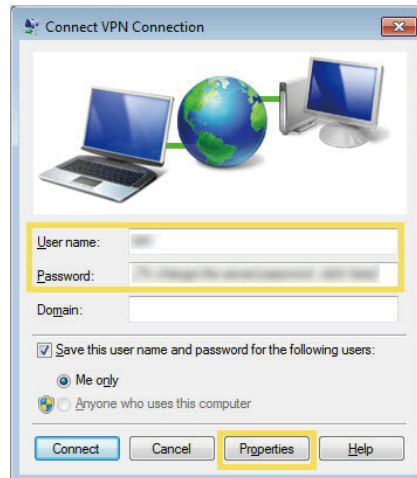 Connect VPN Connection
User name:
Password:
Domain:
Save this user name and password for the following users:
Me only
Anyone who uses this computer
Connect Cancel Properties Help